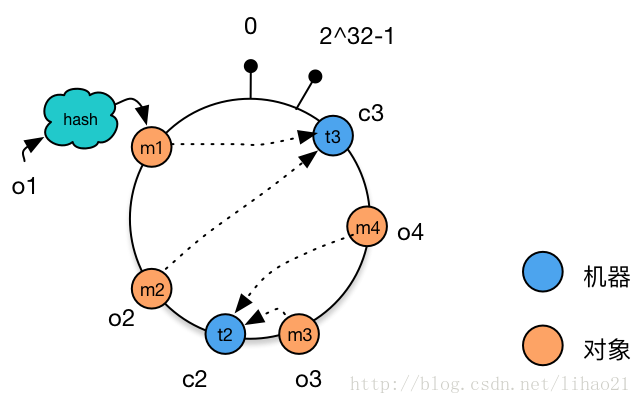 0
2^32-1
c3
hash
m1
t3
o1
m4
o4
m2
o2
t2
m3
c2
o3
机器
对象
http://blog.csdn.net/lihao21